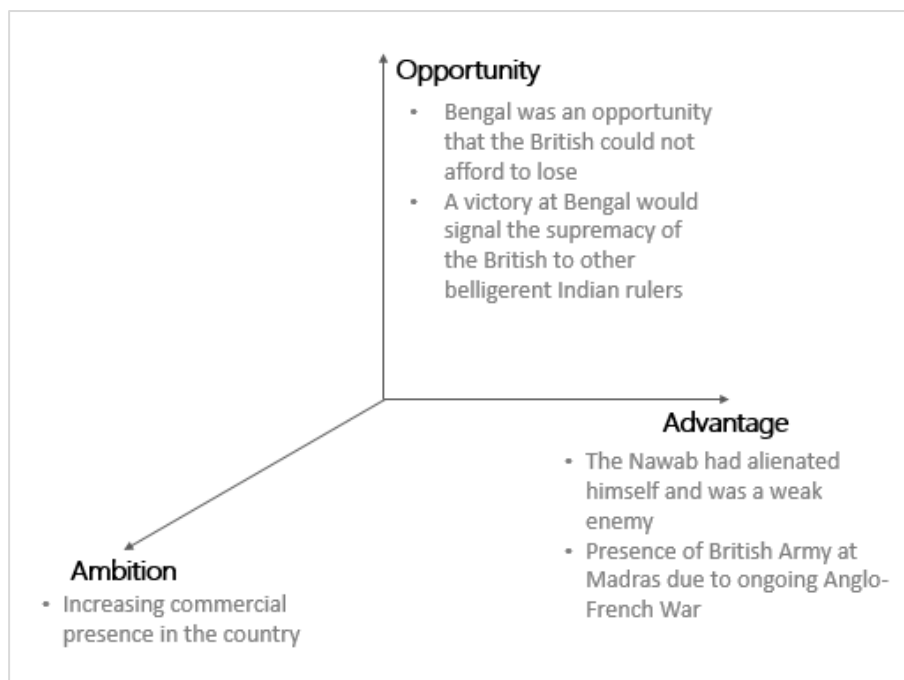 Opportunity
• Bengal was an opportunity
that the British could not
afford to lose
• A victory at Bengal would
signal the supremacy of
the British to other
belligerent Indian rulers
Advantage
• The Nawab had alienated
himself and was a weak
enemy
• Presence of British Army at
Madras due to ongoing Anglo-
French War
Ambition
• Increasing commercial
presence in the country